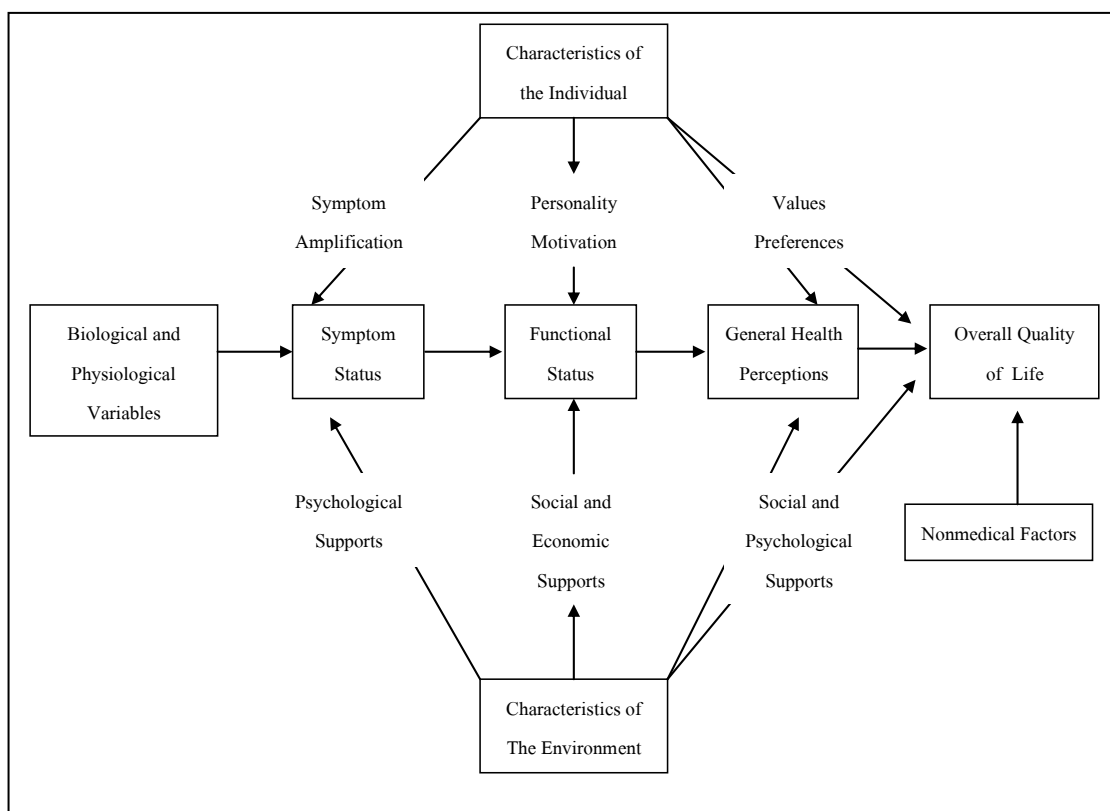 Characteristics of
the Individual
Symptom
Amplification
Personality
Motivation
Values
Preferences
Biological and
Physiological
Variables
Symptom
Status
Functional
Status
General Health
Perceptions
Overall Quality
of Life
Psychological
Supports
Social and
Economic
Supports
Social and
Psychological
Supports
Nonmedical Factors
Characteristics of
The Environment